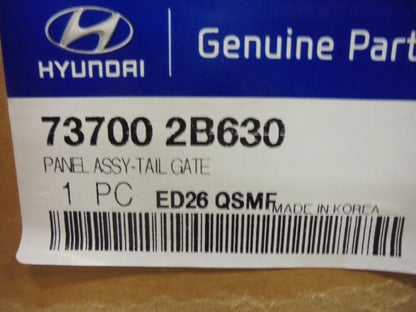 HYUNDAI
Genuine Part
73700 2B630
PANEL ASSY-TAIL GATE
1 PC ED26 QSMF MADE IN KOREA